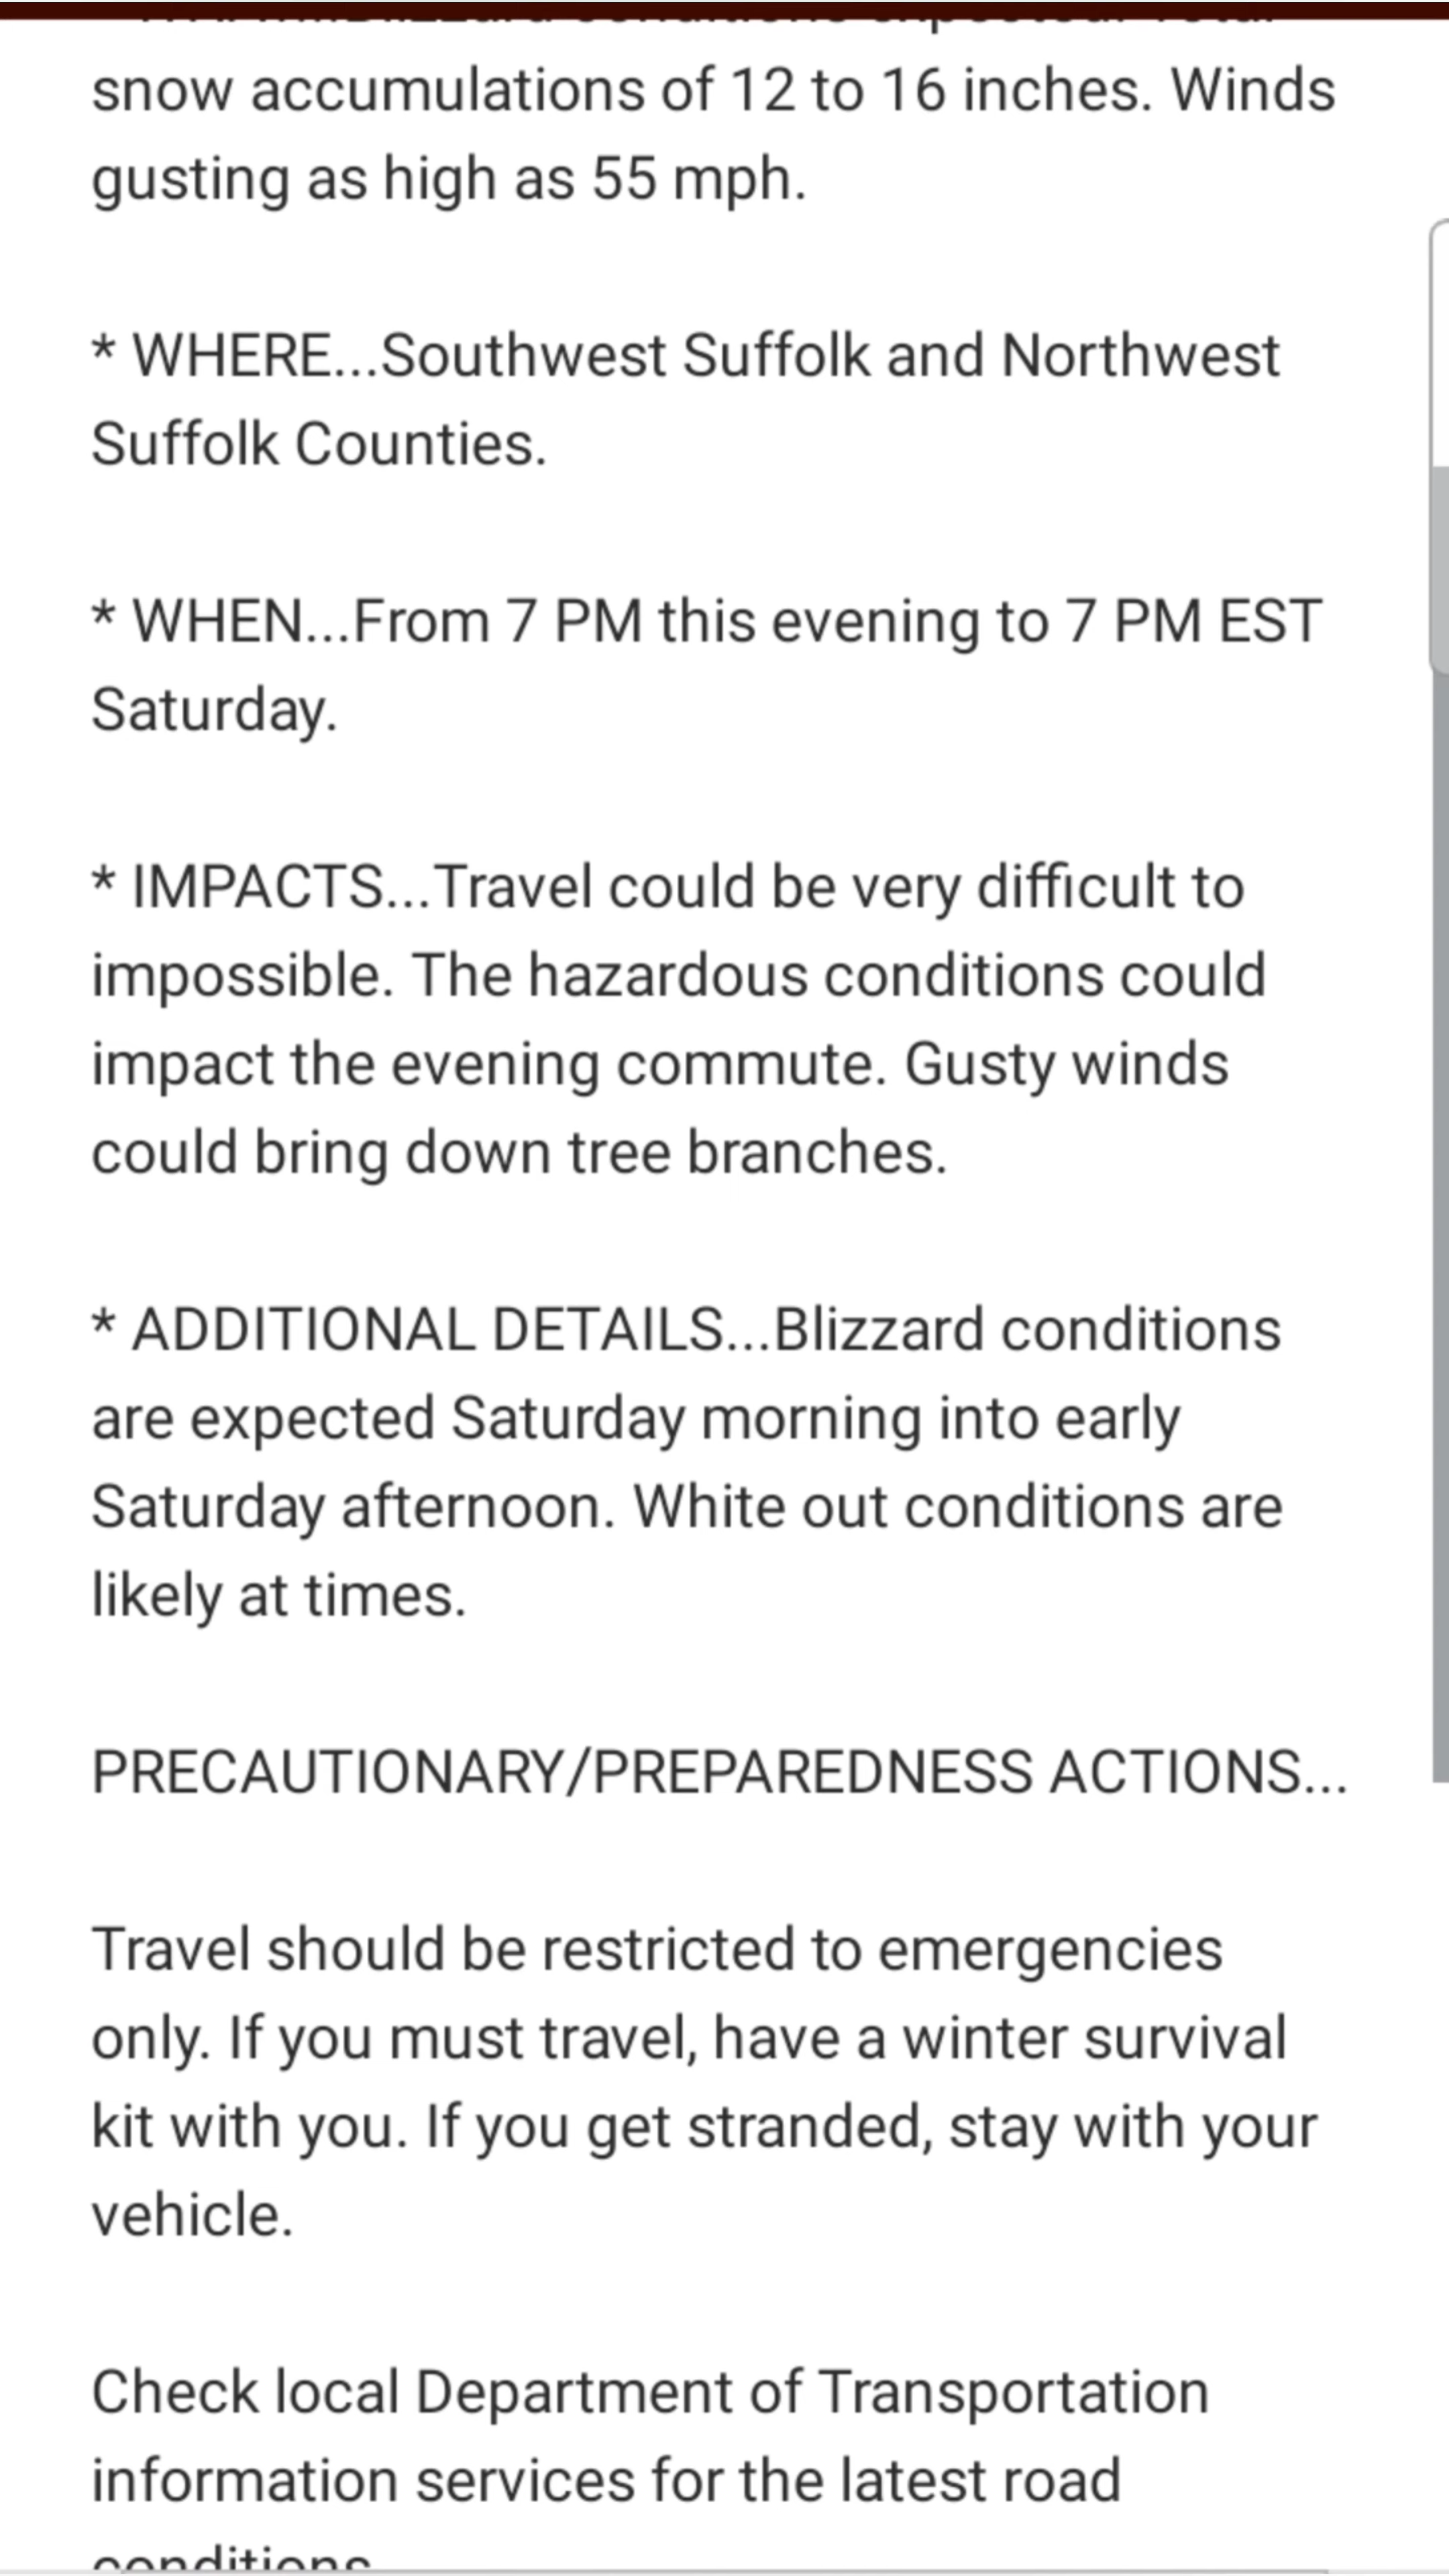 snow accumulations of 12 to 16 inches. Winds
gusting as high as 55 mph.
* WHERE...Southwest Suffolk and Northwest
Suffolk Counties.
* WHEN...From 7 PM this evening to 7 PM EST
Saturday.
* IMPACTS...Travel could be very difficult to
impossible. The hazardous conditions could
impact the evening commute. Gusty winds
could bring down tree branches.
* ADDITIONAL DETAILS...Blizzard conditions
are expected Saturday morning into early
Saturday afternoon. White out conditions are
likely at times.
PRECAUTIONARY/PREPAREDNESS ACTIONS...
Travel should be restricted to emergencies
only. If you must travel, have a winter survival
kit with you. If you get stranded, stay with your
vehicle.
Check local Department of Transportation
information services for the latest road
conditions